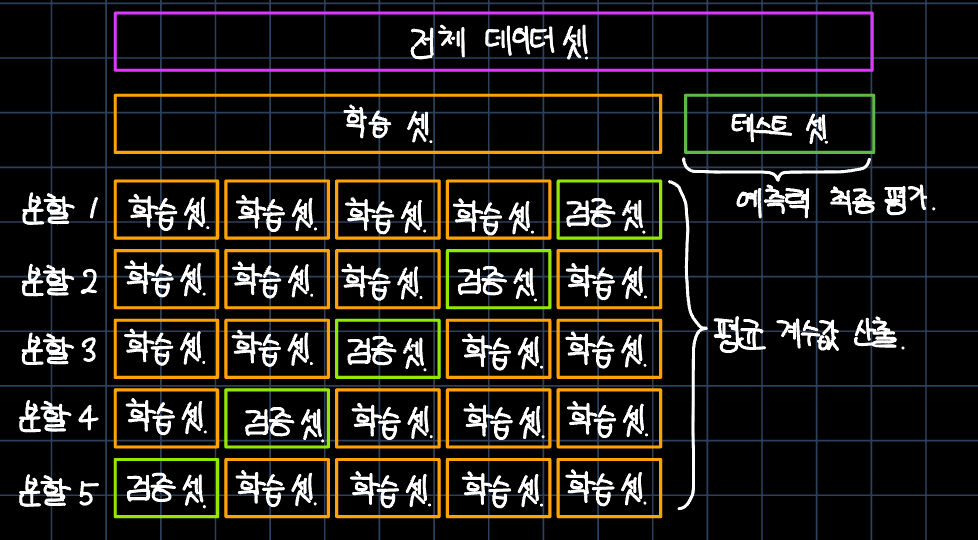 전체 데이터 셋
학습 셋 테스트 셋
예측력 최종 평가.
분할 1 학습 셋 학습 셋 학습 셋 학습 셋 검증 셋
분할 2 학습 셋 학습 셋 학습 셋 검증 셋 학습 셋
분할 3 학습 셋 학습 셋 검증 셋 학습 셋 학습 셋
분할 4 학습 셋 검증 셋 학습 셋 학습 셋 학습 셋
분할 5 검증 셋 학습 셋 학습 셋 학습 셋 학습 셋
평균 계수값 산출.